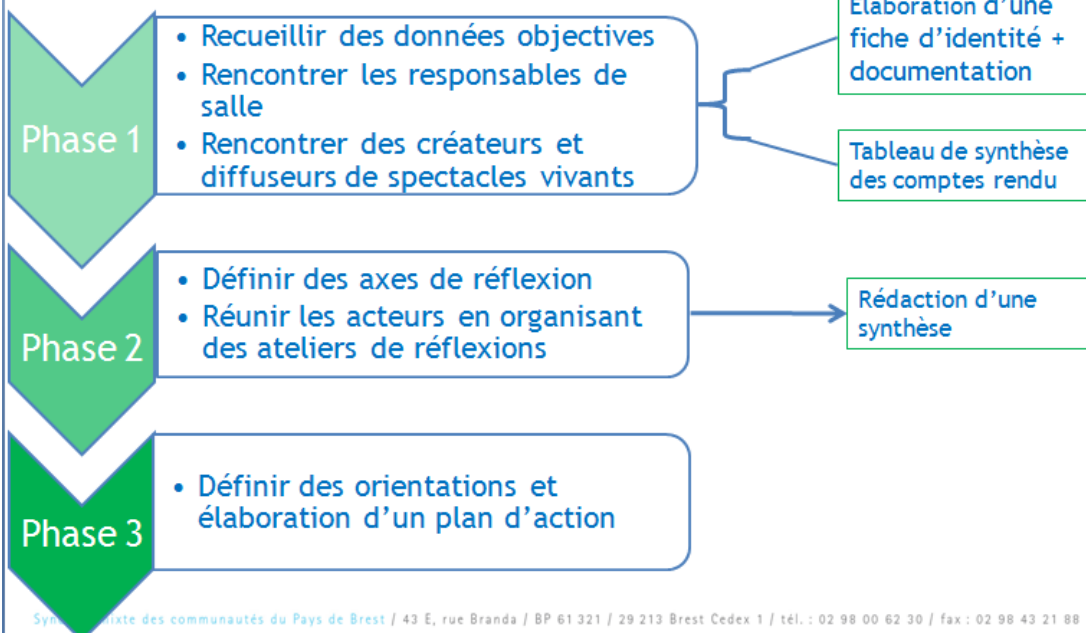 Phase 1
• Recueillir des données objectives
• Rencontrer les responsables de
salle
• Rencontrer des créateurs et
diffuseurs de spectacles vivants
Elaboration d'une
fiche d'identité +
documentation
Tableau de synthèse
des comptes rendu
Phase 2
• Définir des axes de réflexion
• Réunir les acteurs en organisant
des ateliers de réflexions
Rédaction d'une
synthèse
Phase 3
• Définir des orientations et
élaboration d'un plan d'action
des communautés du Pays de Brest / 43 E, rue Branda / BP 61 321 / 29 213 Brest Cedex 1 / tél. : 02 98 00 62 30 / fax : 02 98 43 21 88